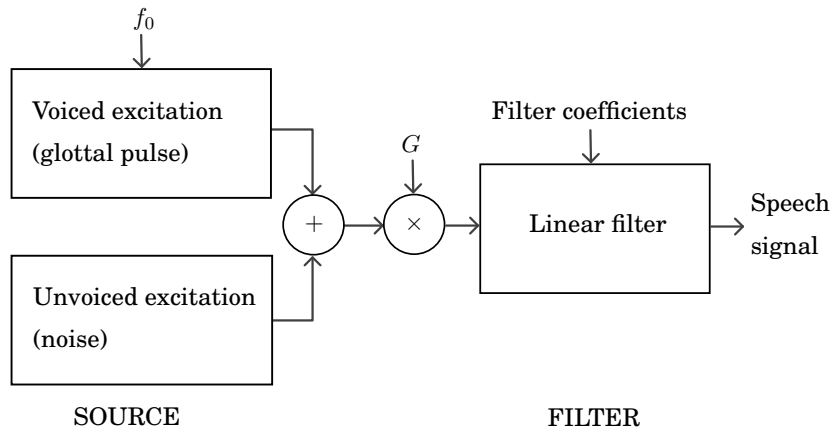 f₀
Voiced excitation
(glottal pulse)
Filter coefficients
G
+
×
Linear filter
Speech
signal
Unvoiced excitation
(noise)
SOURCE
FILTER